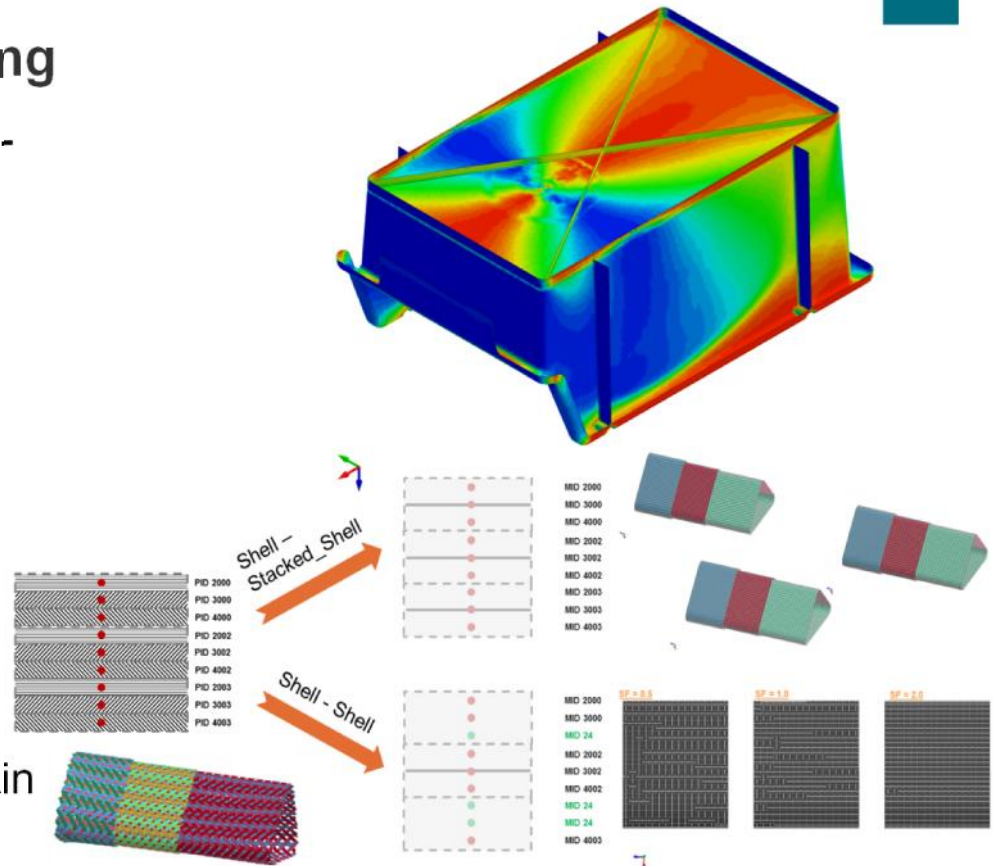 ng
r
Shell –
Stacked_Shell
PID 2000
PID 3000
PID 4000
PID 2002
PID 3002
PID 4002
PID 2003
PID 3003
PID 4003
MID 2000
MID 3000
MID 4000
MID 2002
MID 3002
MID 4002
MID 2003
MID 3003
MID 4003
Shell - Shell
MID 2000
MID 3000
MID 24
MID 2002
MID 3002
MID 4002
MID 24
MID 24
MID 4003
SF = 0.5
SF = 1.0
SF = 2.0
in